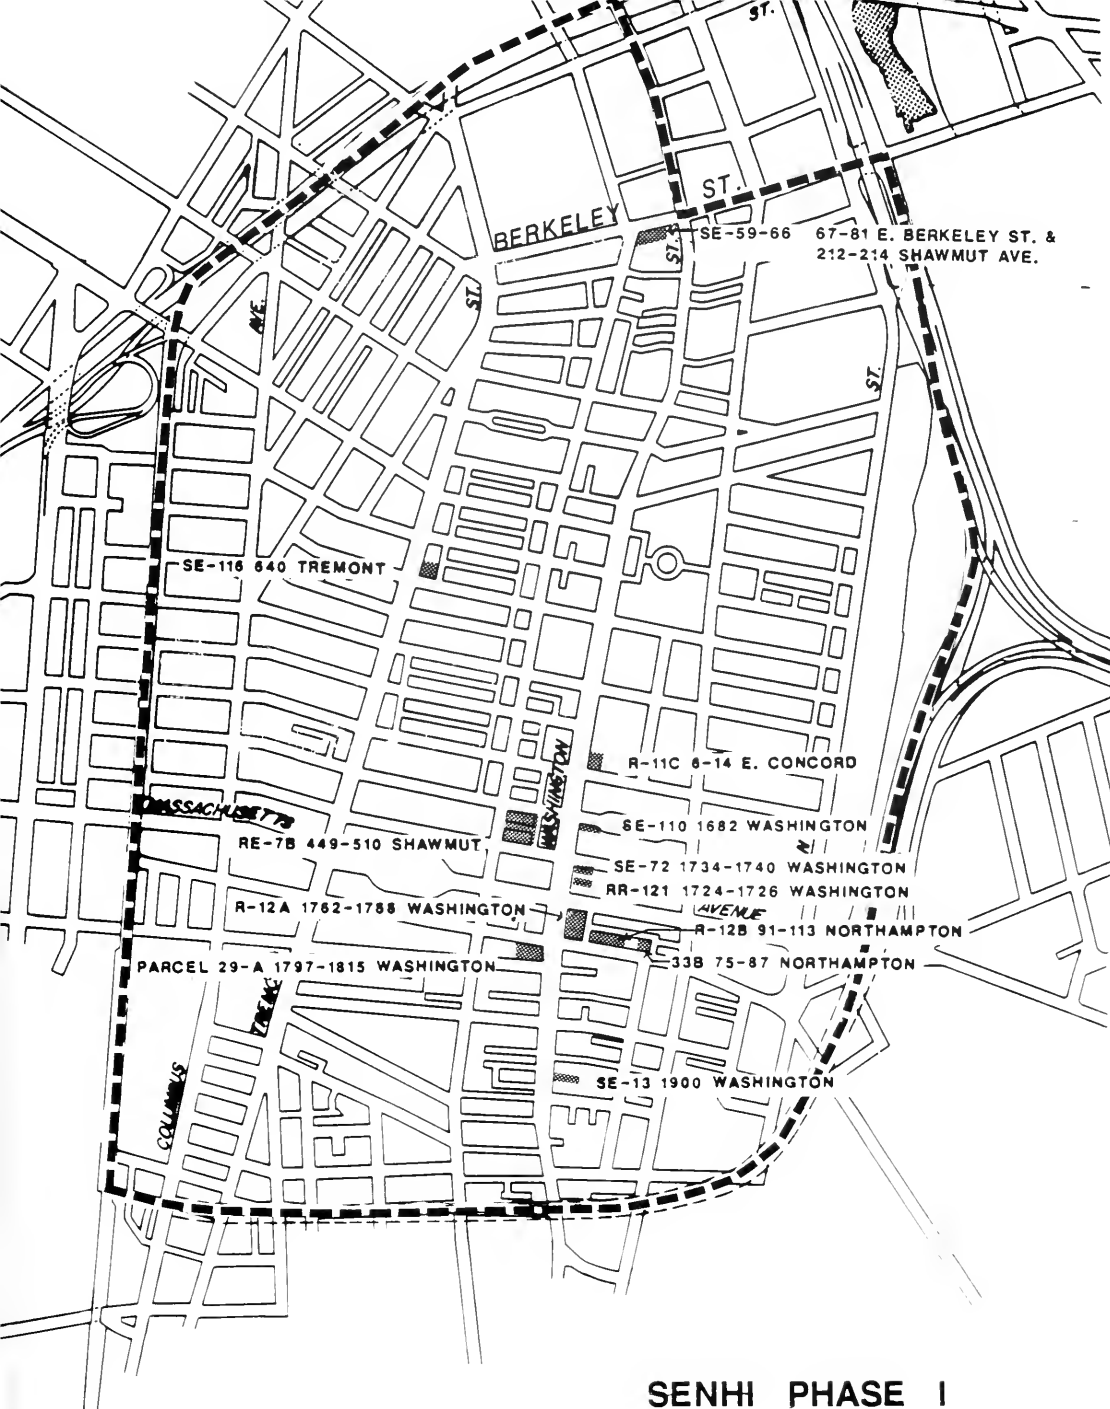 ST.
ST.
BERKELEY
SE-59-66 67-81 E. BERKELEY ST. &
212-214 SHAWMUT AVE.
ST.
ST.
AVE.
ST.
SE-116 640 TREMONT
WASHINGTON
R-11C 6-14 E. CONCORD
MASSACHUSETTS
SE-110 1682 WASHINGTON
RE-7B 449-510 SHAWMUT
SE-72 1734-1740 WASHINGTON
RR-121 1724-1726 WASHINGTON
R-12A 1762-1788 WASHINGTON
AVENUE
R-12B 91-113 NORTHAMPTON
33B 75-87 NORTHAMPTON
PARCEL 29-A 1797-1815 WASHINGTON
COLUMBUS
SE-13 1900 WASHINGTON
SENHI PHASE I